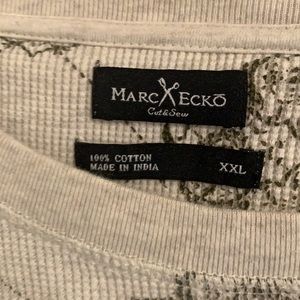 MARC ECKŌ
Cut & Sew
100% COTTON
MADE IN INDIA
XXL